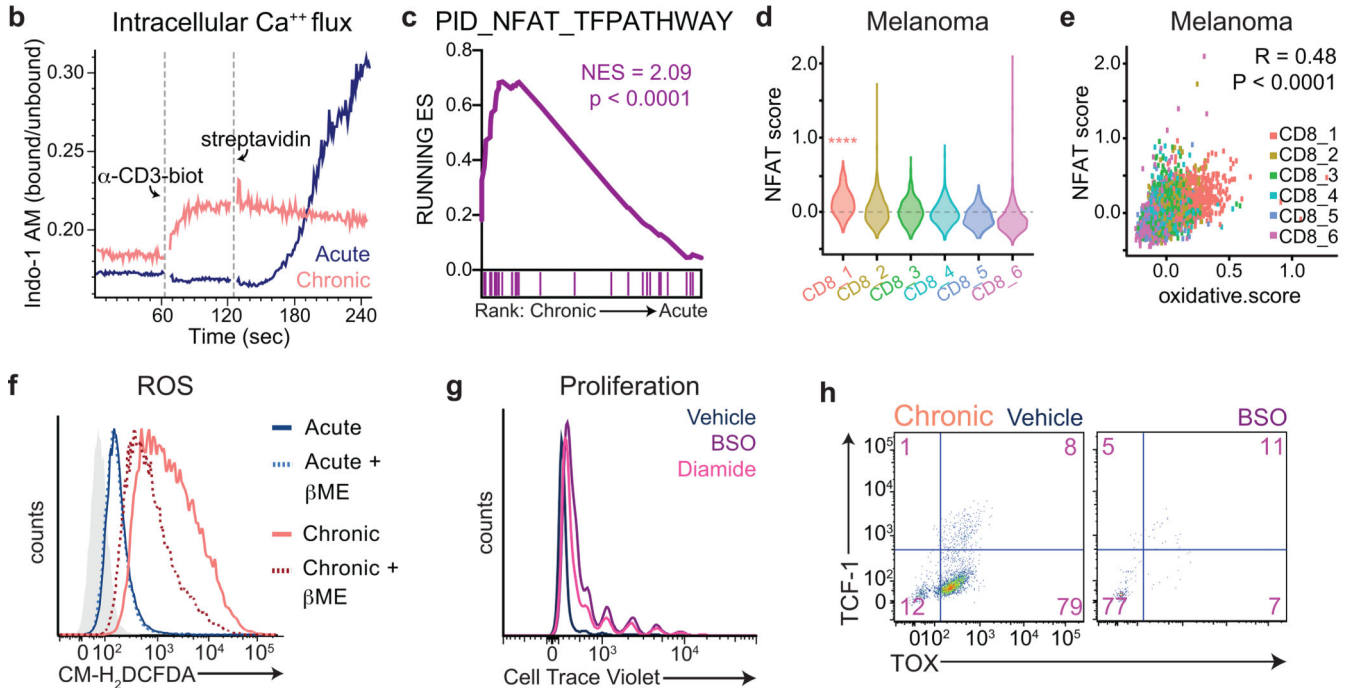 b Intracellular Ca++ flux
Indo-1 AM (bound/unbound)
0.30
0.25
0.20
α-CD3-biot
streptavidin
Acute
Chronic
0 60 120 180 240
Time (sec)
c PID_NFAT_TFPATHWAY
NES = 2.09
p < 0.0001
RUNNING ES
0.8
0.6
0.4
0.2
0.0
Rank: Chronic Acute
d Melanoma
NFAT score
2.0
1.0
0.0
****
CD8_1 CD8_2 CD8_3 CD8_4 CD8_5 CD8_6
e Melanoma
R = 0.48
P < 0.0001
NFAT score
2.0
1.0
0.0
CD8_1
CD8_2
CD8_3
CD8_4
CD8_5
CD8_6
0.0 0.5 1.0
oxidative.score
f ROS
counts
Acute
Acute +
βME
Chronic
Chronic +
βME
0 10² 10³ 10⁴ 10⁵
CM-H₂DCFDA
g Proliferation
Vehicle
BSO
Diamide
counts
0 10³ 10⁴
Cell Trace Violet
h
Chronic Vehicle BSO
1 8 5 11
12 79 77 7
TCF-1
10⁵
10⁴
10³
10²
0
0 10² 10³ 10⁴ 10⁵ 0 10² 10³ 10⁴ 10⁵
TOX